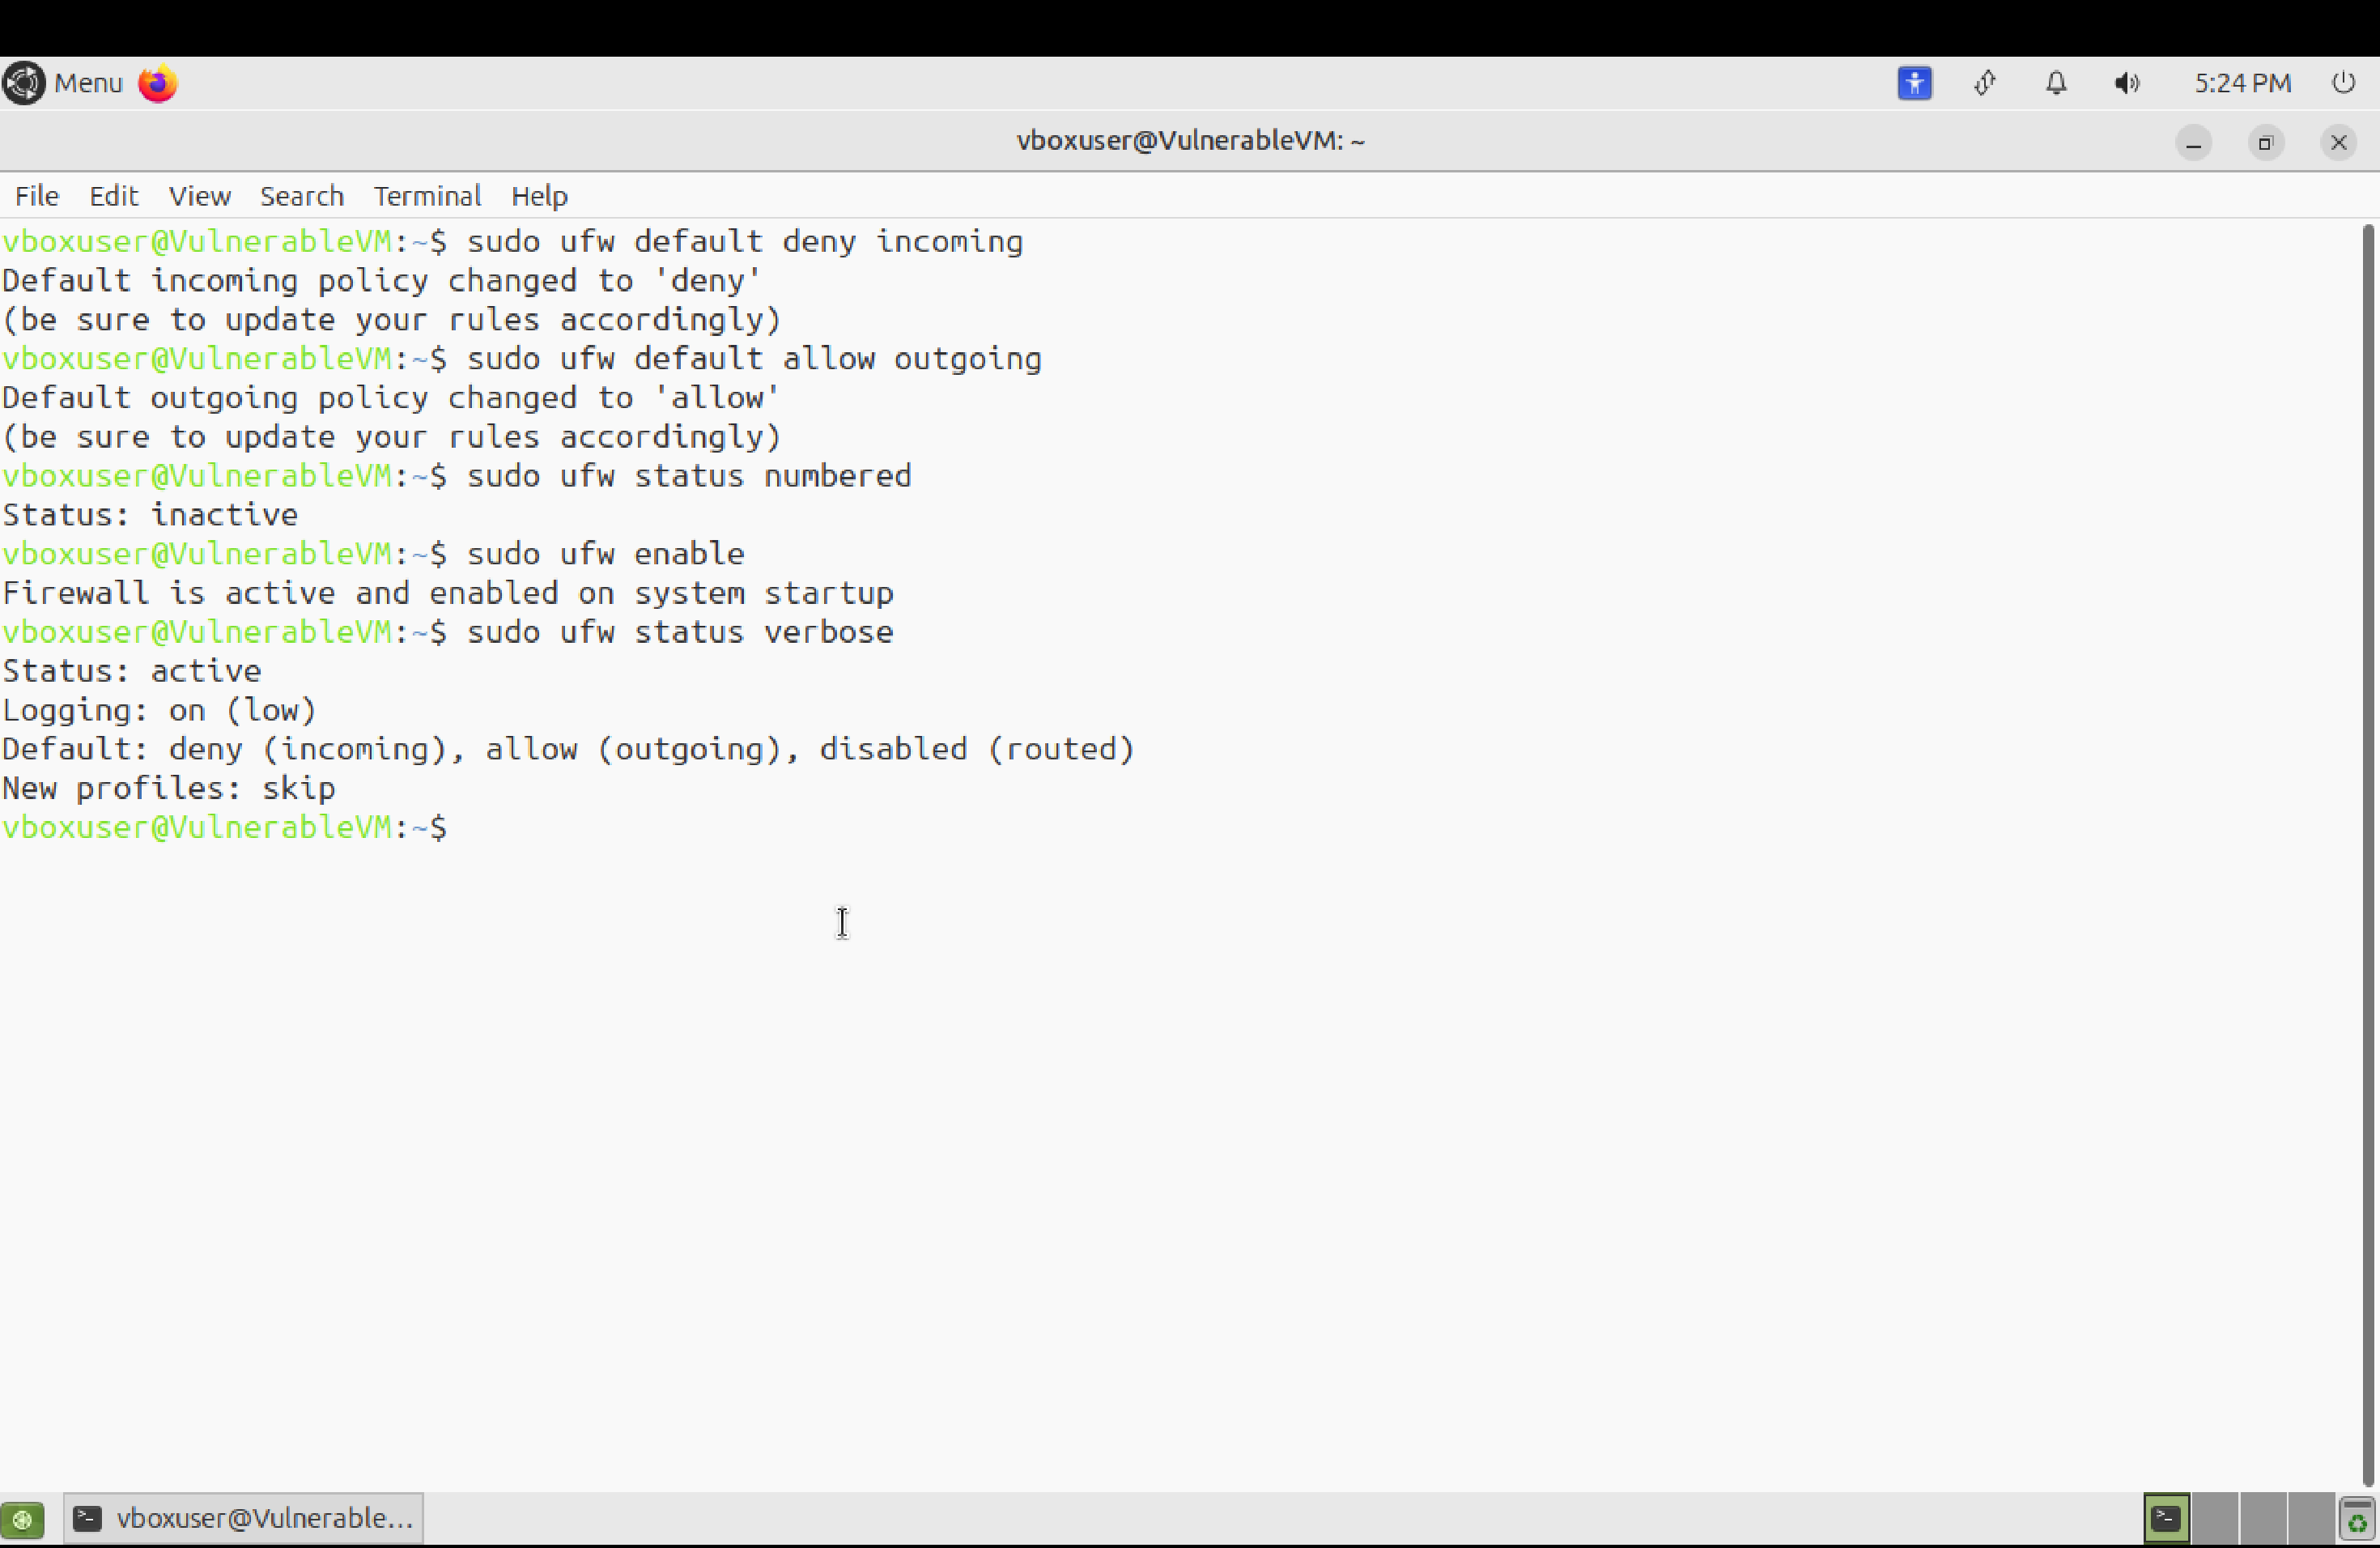 Menu
5:24 PM
vboxuser@VulnerableVM: ~
File Edit View Search Terminal Help
vboxuser@VulnerableVM:~$ sudo ufw default deny incoming
Default incoming policy changed to 'deny'
(be sure to update your rules accordingly)
vboxuser@VulnerableVM:~$ sudo ufw default allow outgoing
Default outgoing policy changed to 'allow'
(be sure to update your rules accordingly)
vboxuser@VulnerableVM:~$ sudo ufw status numbered
Status: inactive
vboxuser@VulnerableVM:~$ sudo ufw enable
Firewall is active and enabled on system startup
vboxuser@VulnerableVM:~$ sudo ufw status verbose
Status: active
Logging: on (low)
Default: deny (incoming), allow (outgoing), disabled (routed)
New profiles: skip
vboxuser@VulnerableVM:~$
vboxuser@Vulnerable...